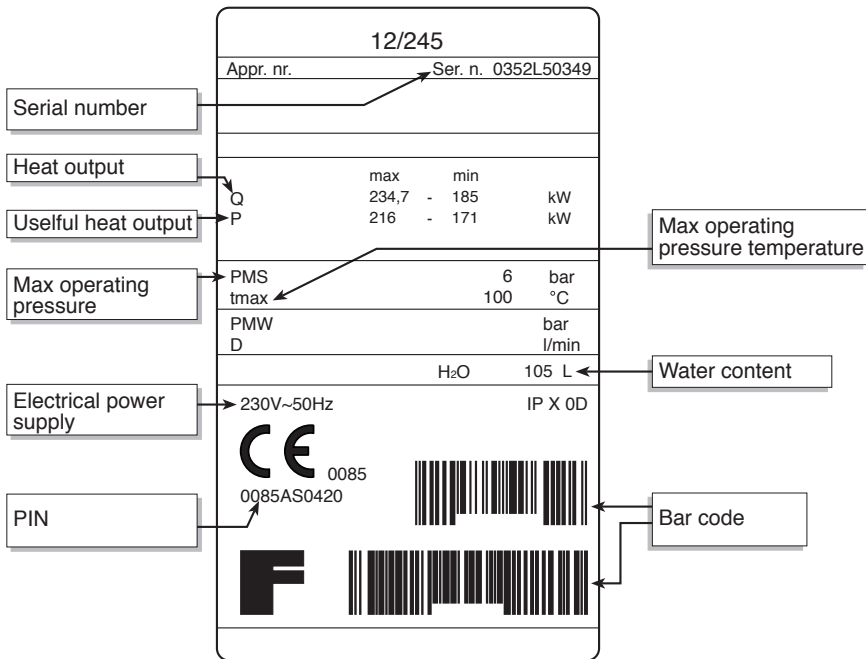 12/245
Appr. nr. Ser. n. 0352L50349
Serial number
Heat output
max min
Q 234,7 - 185 kW
Uselful heat output
P 216 - 171 kW
Max operating
pressure temperature
Max operating
pressure
PMS 6 bar
tmax 100 °C
PMW bar
D l/min
H2O 105 L
Water content
Electrical power
supply
230V~50Hz IP X 0D
CE 0085
0085AS0420
PIN
Bar code
F